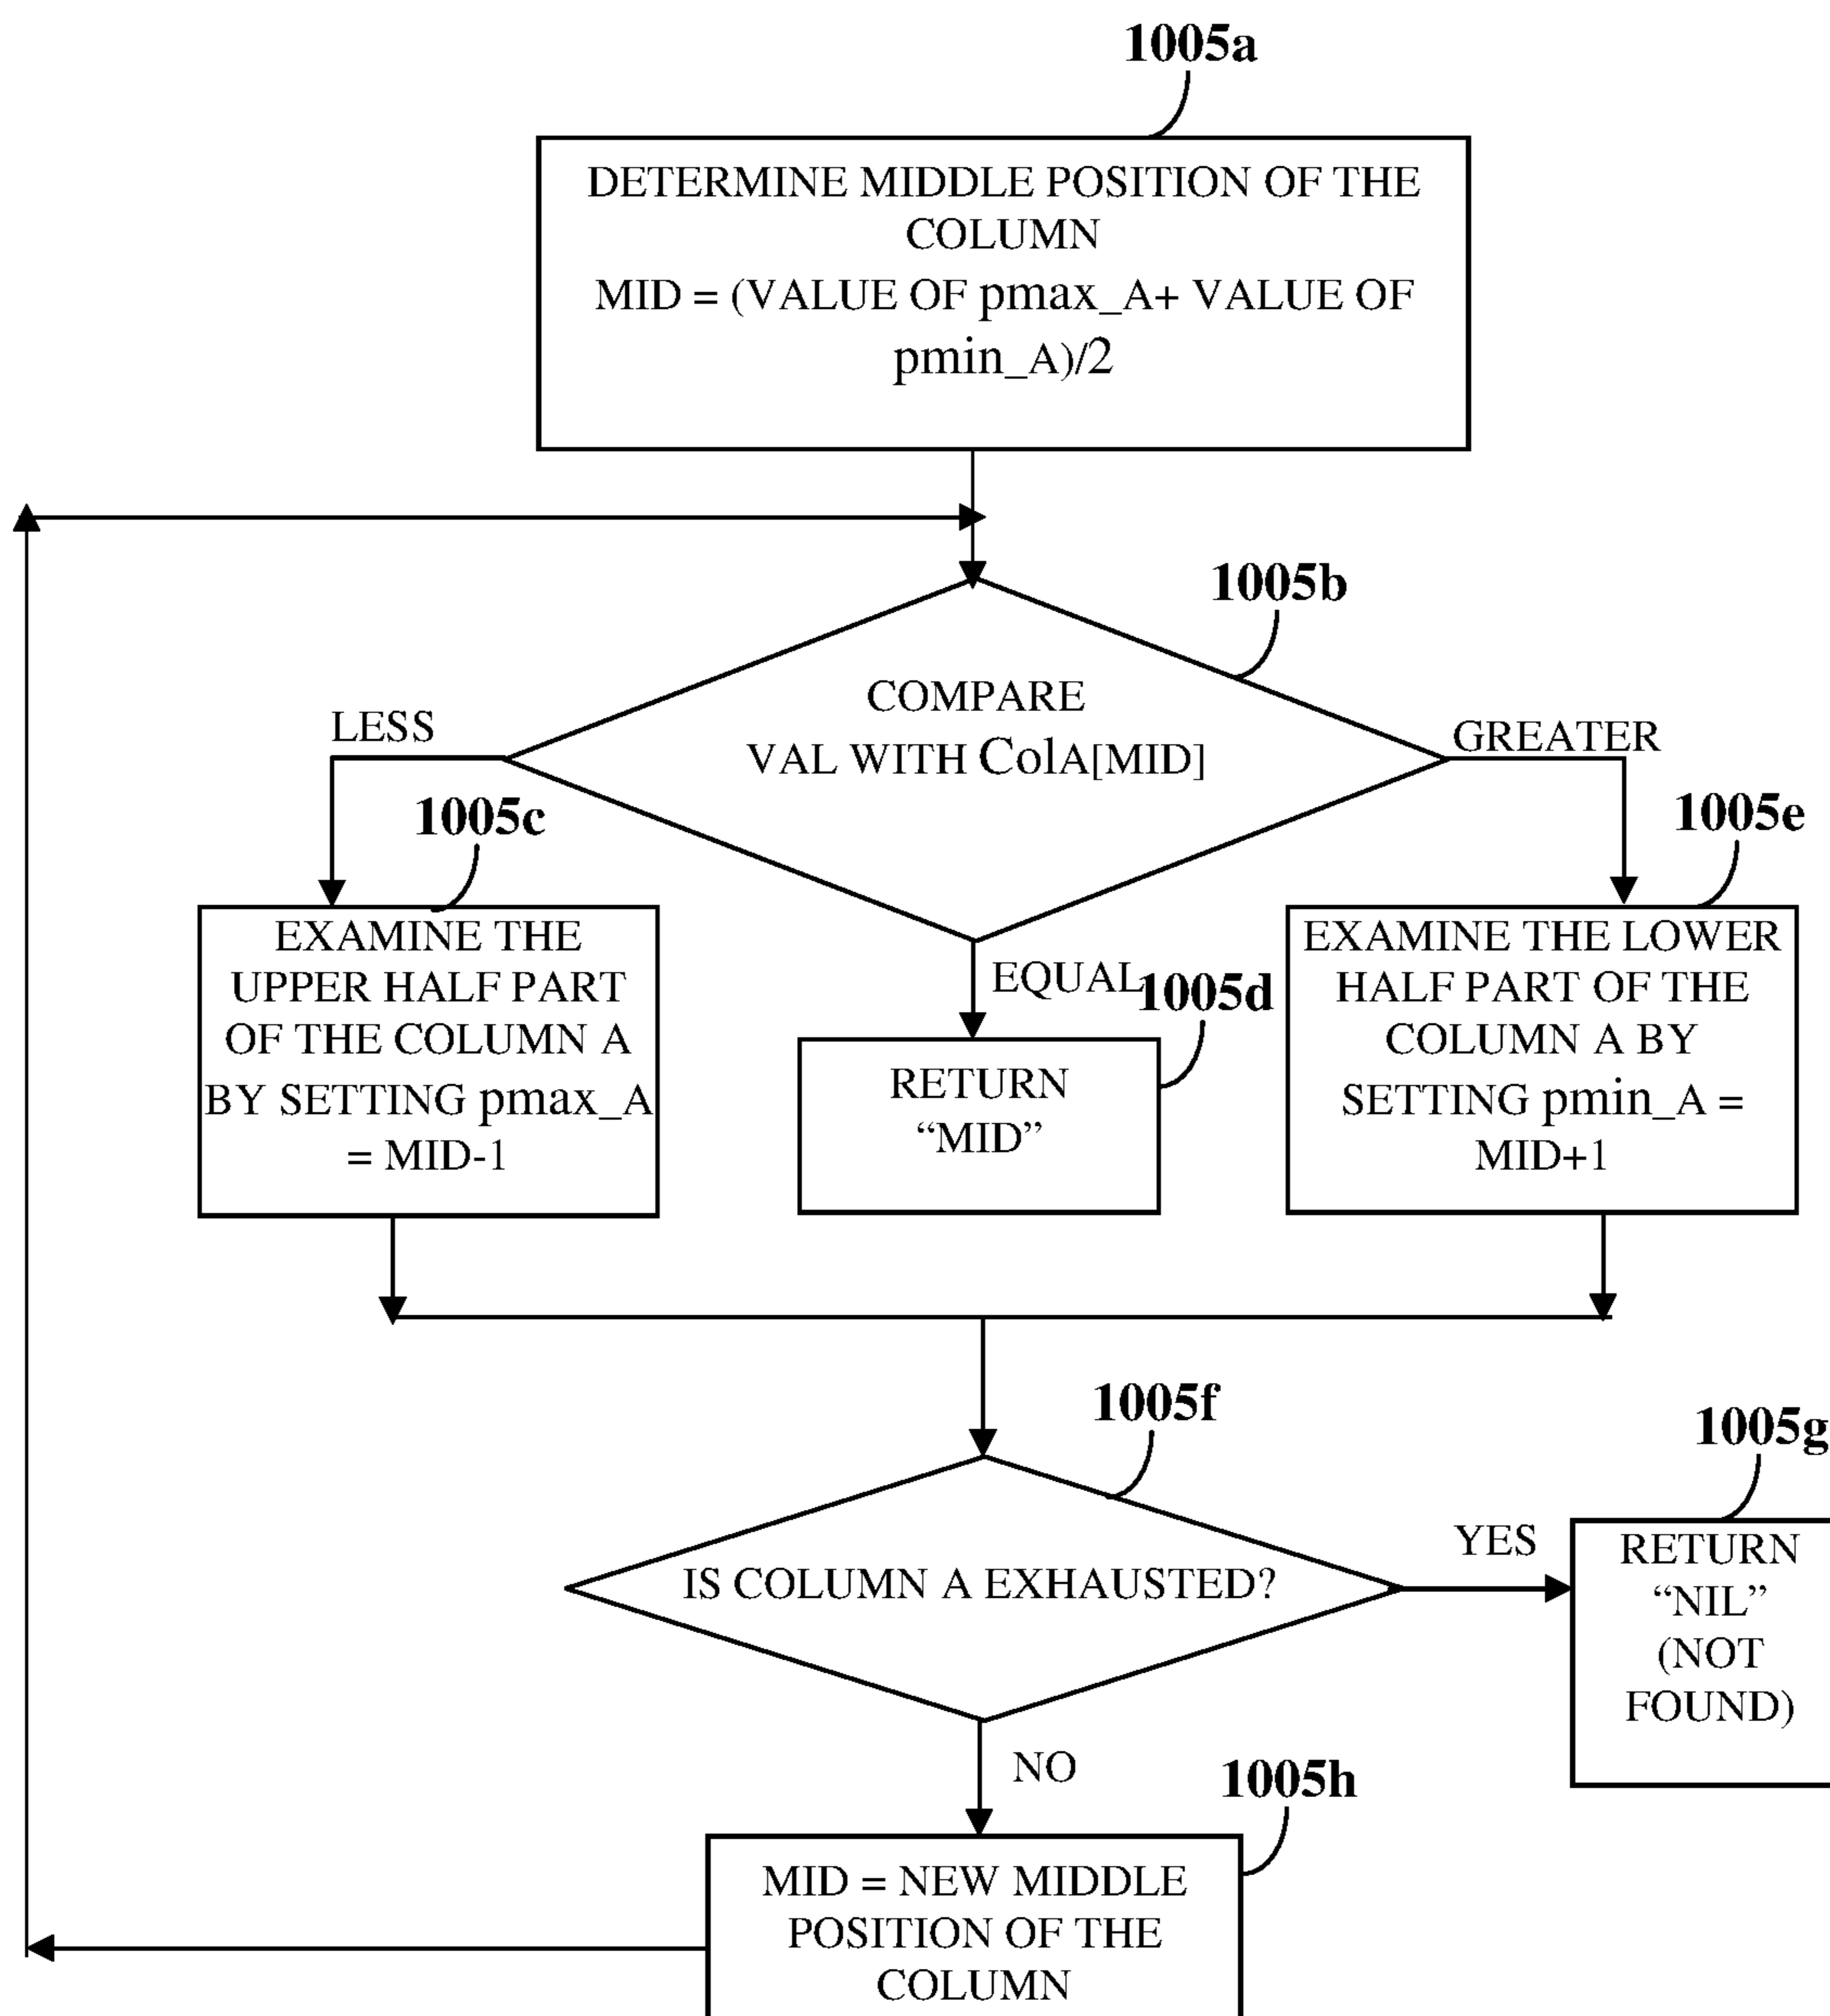 1005a
DETERMINE MIDDLE POSITION OF THE
COLUMN
MID = (VALUE OF pmax_A+ VALUE OF
pmin_A)/2
1005b
COMPARE
VAL WITH ColA[MID]
LESS
GREATER
1005c
1005e
EXAMINE THE
UPPER HALF PART
OF THE COLUMN A
BY SETTING pmax_A
= MID-1
EQUAL
1005d
RETURN
“MID”
EXAMINE THE LOWER
HALF PART OF THE
COLUMN A BY
SETTING pmin_A =
MID+1
1005f
1005g
IS COLUMN A EXHAUSTED?
YES
RETURN
“NIL”
(NOT
FOUND)
NO
1005h
MID = NEW MIDDLE
POSITION OF THE
COLUMN